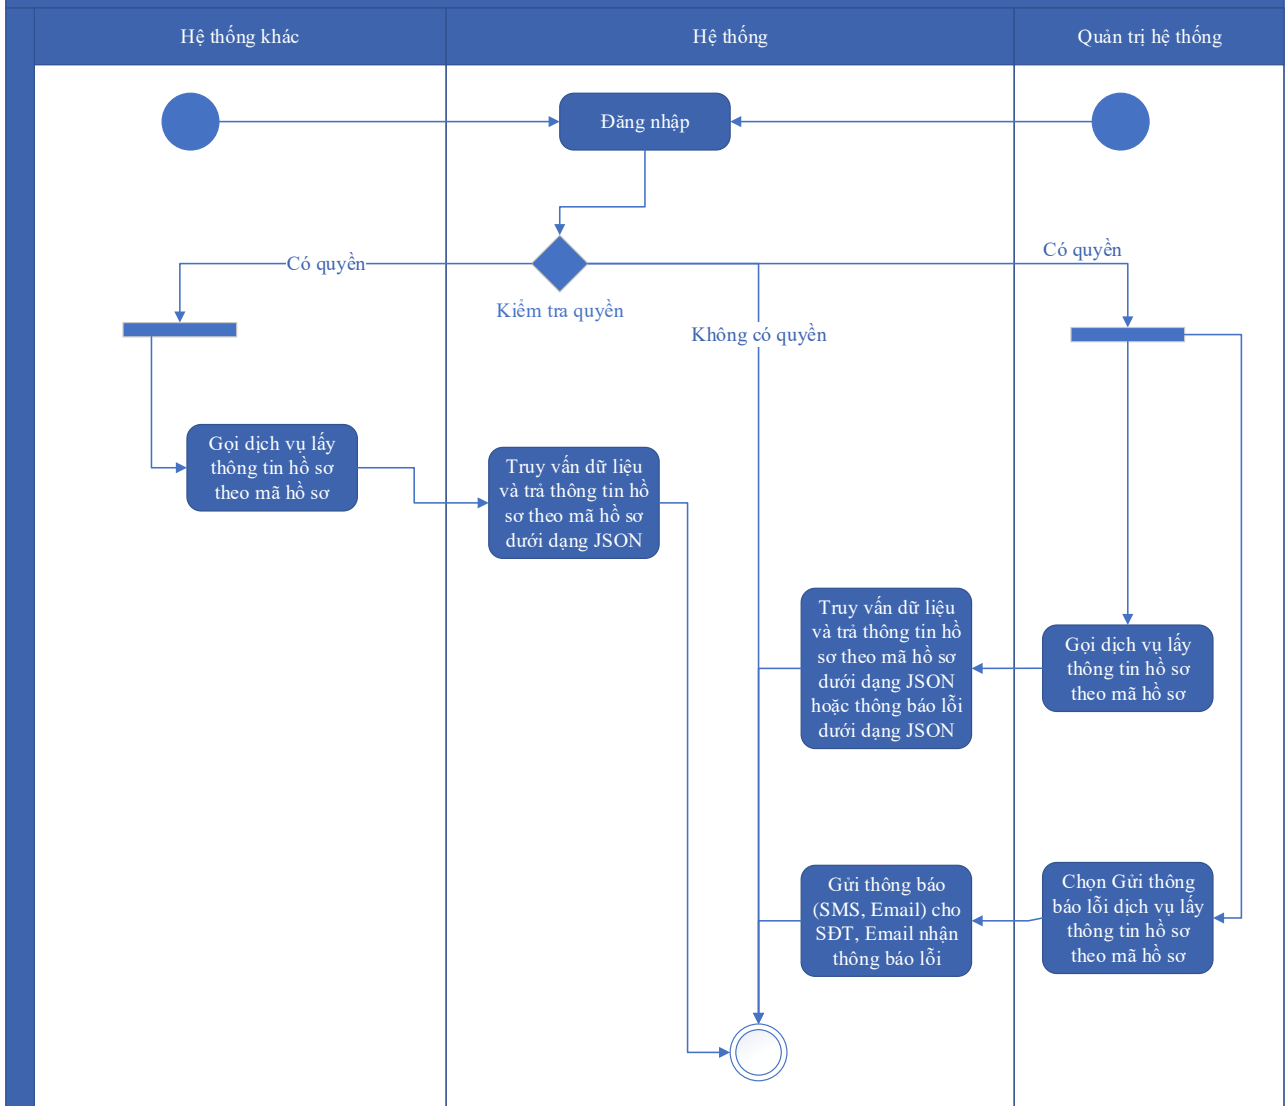 Hệ thống khác
Hệ thống
Quản trị hệ thống
Đăng nhập
Có quyền
Có quyền
Kiểm tra quyền
Không có quyền
Gọi dịch vụ lấy
thông tin hồ sơ
theo mã hồ sơ
Truy vấn dữ liệu
và trả thông tin hồ
sơ theo mã hồ sơ
dưới dạng JSON
Truy vấn dữ liệu
và trả thông tin hồ
sơ theo mã hồ sơ
dưới dạng JSON
hoặc thông báo lỗi
dưới dạng JSON
Gọi dịch vụ lấy
thông tin hồ sơ
theo mã hồ sơ
Gửi thông báo
(SMS, Email) cho
SĐT, Email nhận
thông báo lỗi
Chọn Gửi thông
báo lỗi dịch vụ lấy
thông tin hồ sơ
theo mã hồ sơ